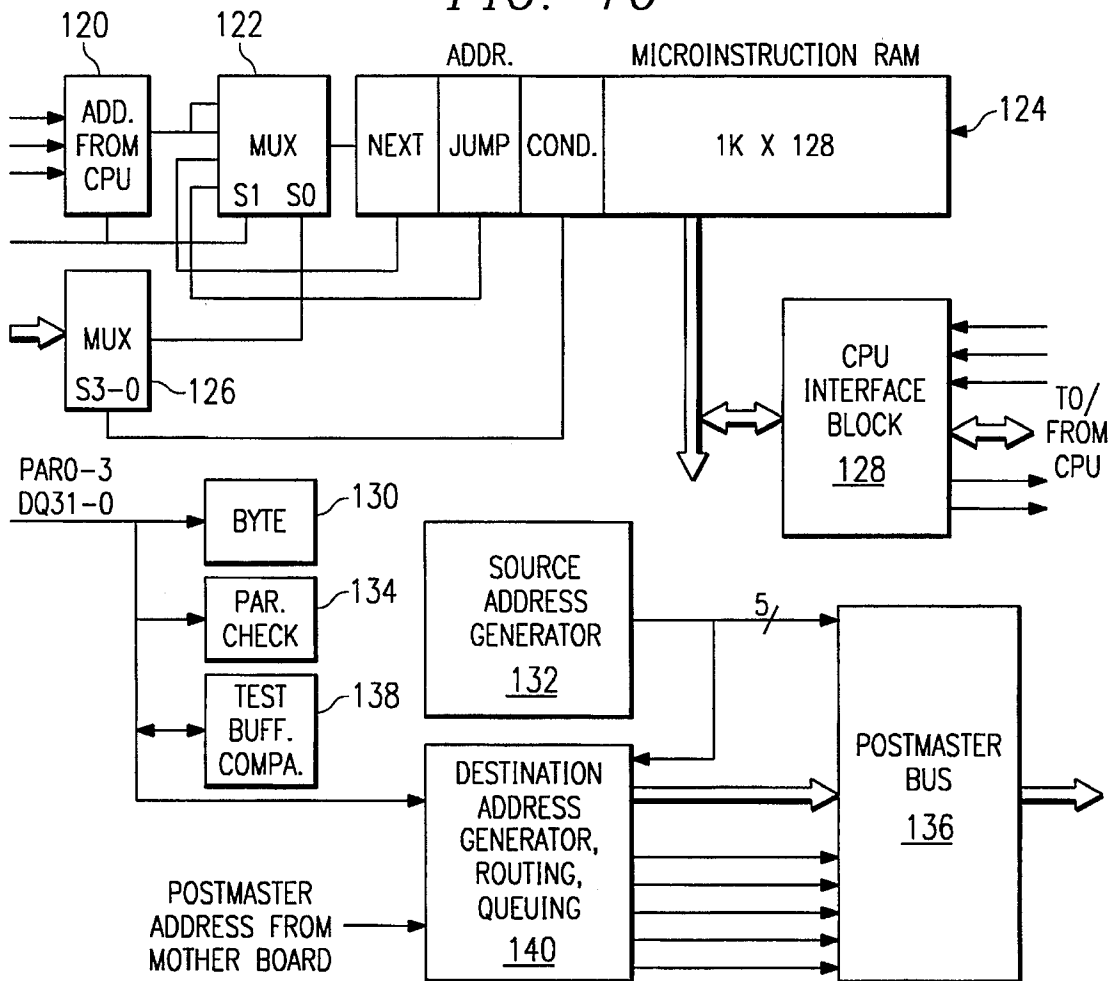 120
122
ADDR.
MICROINSTRUCTION RAM
124
ADD.
FROM
CPU
MUX
S1 S0
NEXT
JUMP
COND.
1K X 128
MUX
S3-0
126
CPU
INTERFACE
BLOCK
128
TO/
FROM
CPU
PAR0-3
DQ31-0
BYTE
130
PAR.
CHECK
134
TEST
BUFF.
COMPA.
138
SOURCE
ADDRESS
GENERATOR
132
5
DESTINATION
ADDRESS
GENERATOR,
ROUTING,
QUEUING
140
POSTMASTER
BUS
136
POSTMASTER
ADDRESS FROM
MOTHER BOARD